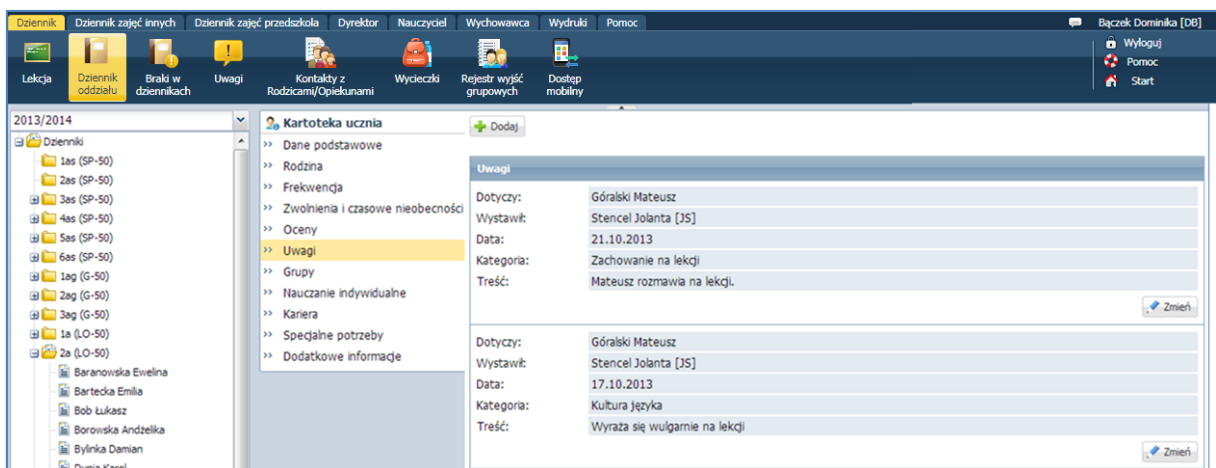 Dziennik Dziennik zajęć innych Dziennik zajęć przedszkola Dyrektor Nauczyciel Wychowawca Wydruki Pomoc Bączek Dominika [DB]
Lekcja
Dziennik oddziału
Braki w dziennikach
Uwagi
Kontakty z Rodzicami/Opiekunami
Wycieczki
Rejestr wyjść grupowych
Dostęp mobilny
Wyloguj
Pomoc
Start
2013/2014
Dzienniki
1as (SP-50)
2as (SP-50)
3as (SP-50)
4as (SP-50)
5as (SP-50)
6as (SP-50)
1ag (G-50)
2ag (G-50)
3ag (G-50)
1a (LO-50)
2a (LO-50)
Baranowska Ewelina
Bartecka Emilia
Bob Łukasz
Borowska Andżelika
Bylinka Damian
Kartoteka ucznia
Dane podstawowe
Rodzina
Frekwencja
Zwolnienia i czasowe nieobecności
Oceny
Uwagi
Grupy
Nauczanie indywidualne
Kariera
Specjalne potrzeby
Dodatkowe informacje
Dodaj
Uwagi
Dotyczy: Góralski Mateusz
Wystawił: Stencel Jolanta [JS]
Data: 21.10.2013
Kategoria: Zachowanie na lekcji
Treść: Mateusz rozmawia na lekcji.
Zmień
Dotyczy: Góralski Mateusz
Wystawił: Stencel Jolanta [JS]
Data: 17.10.2013
Kategoria: Kultura języka
Treść: Wyraża się wulgarnie na lekcji
Zmień